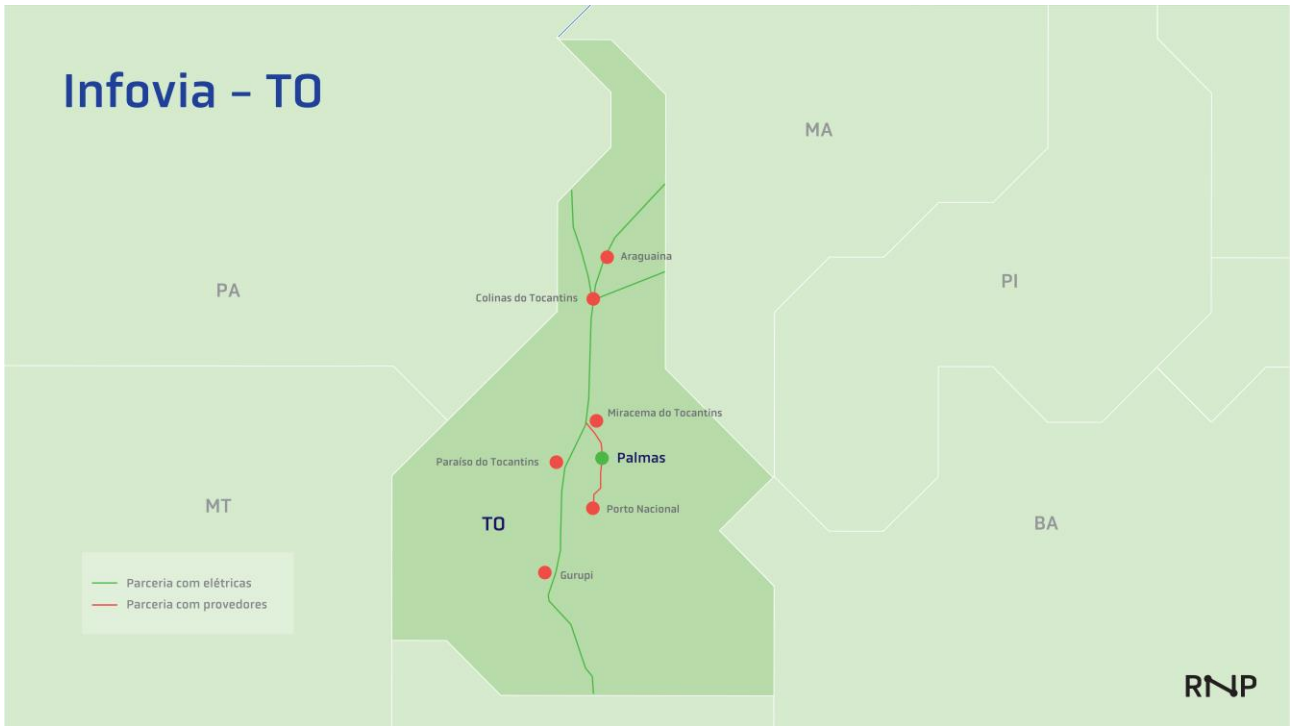 Infovia – TO
MA
Araguaina
PA
PI
Colinas do Tocantins
Miracema do Tocantins
Palmas
Paraíso do Tocantins
MT
Porto Nacional
TO
BA
Gurupi
Parceria com elétricas
Parceria com provedores
RNP